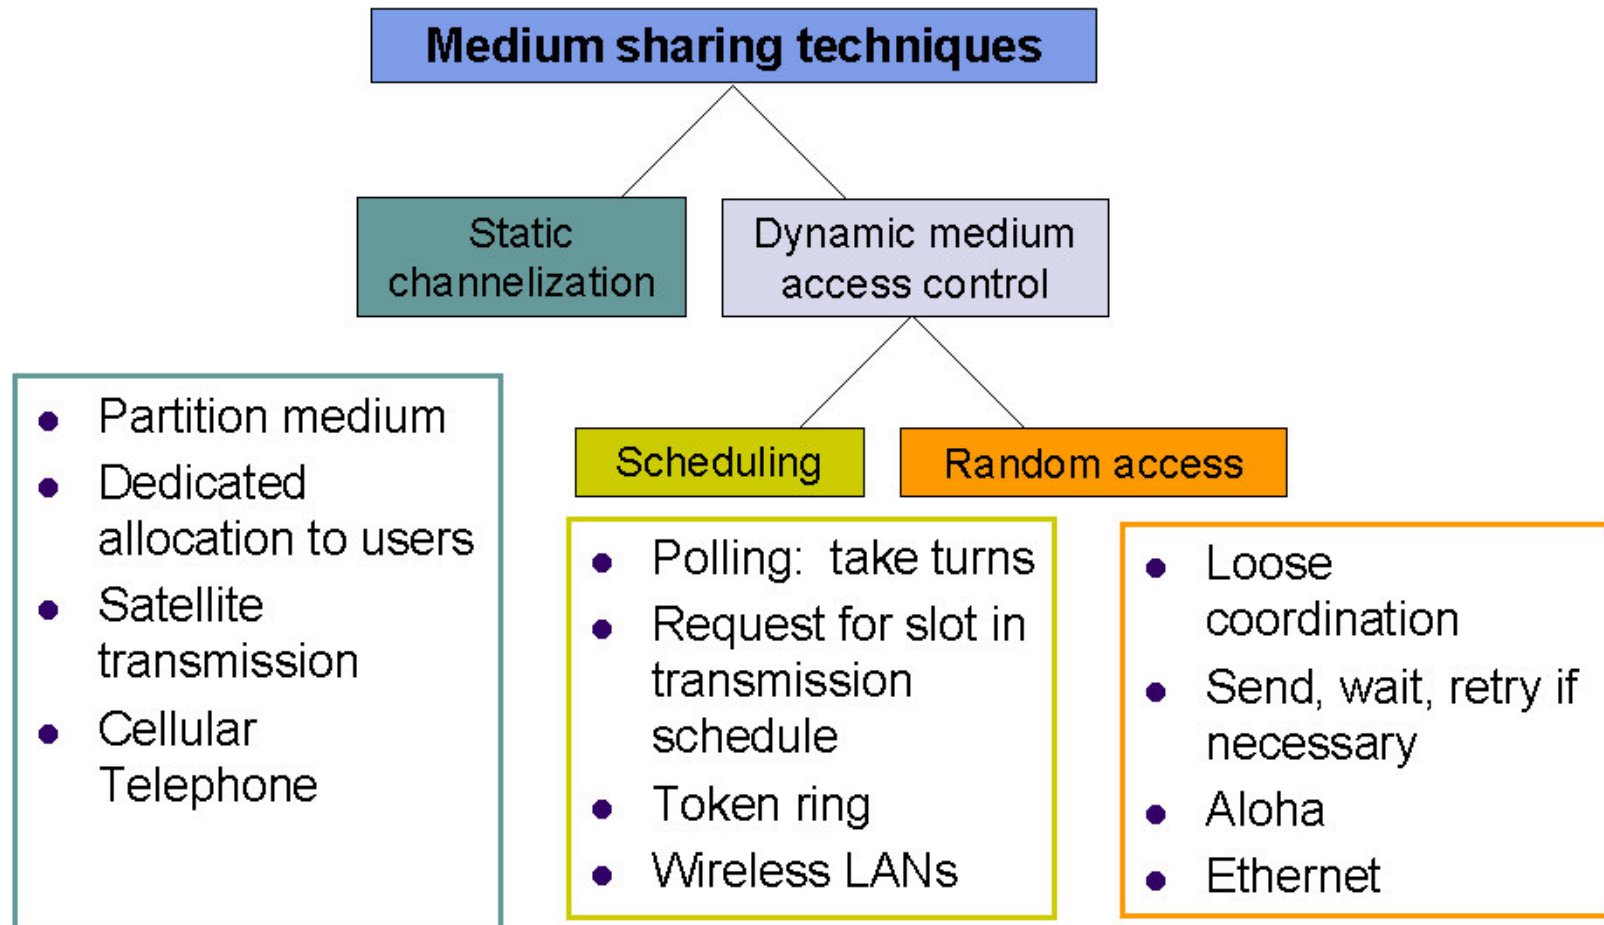 Medium sharing techniques
Static
channelization
Dynamic medium
access control
Scheduling
Random access
Partition medium
Dedicated
allocation to users
Satellite
transmission
Cellular
Telephone
Polling: take turns
Request for slot in
transmission
schedule
Token ring
Wireless LANs
Loose
coordination
Send, wait, retry if
necessary
Aloha
Ethernet